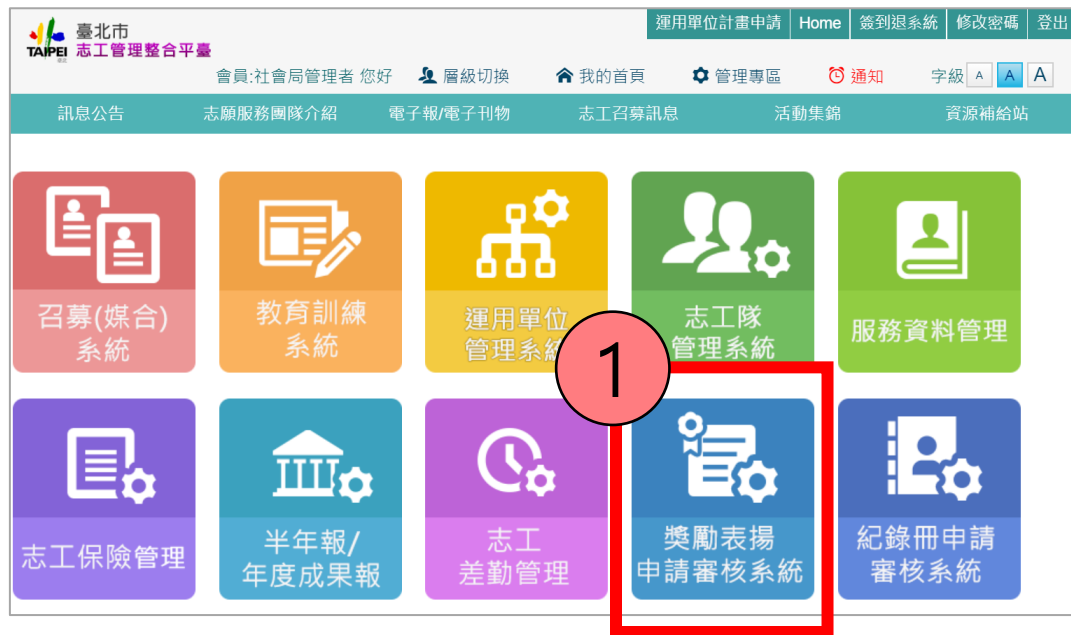 臺北市
TAIPEI 志工管理整合平臺
運用單位計畫申請 Home 簽到退系統 修改密碼 登出
會員:社會局管理者 您好 層級切換 我的首頁 管理專區 通知 字級 A A A
訊息公告 志願服務團隊介紹 電子報/電子刊物 志工召募訊息 活動集錦 資源補給站
召募(媒合)
系統
教育訓練
系統
運用單位
管理系統
志工隊
管理系統
服務資料管理
1
志工保險管理
半年報/
年度成果報
志工
差勤管理
獎勵表揚
申請審核系統
紀錄冊申請
審核系統